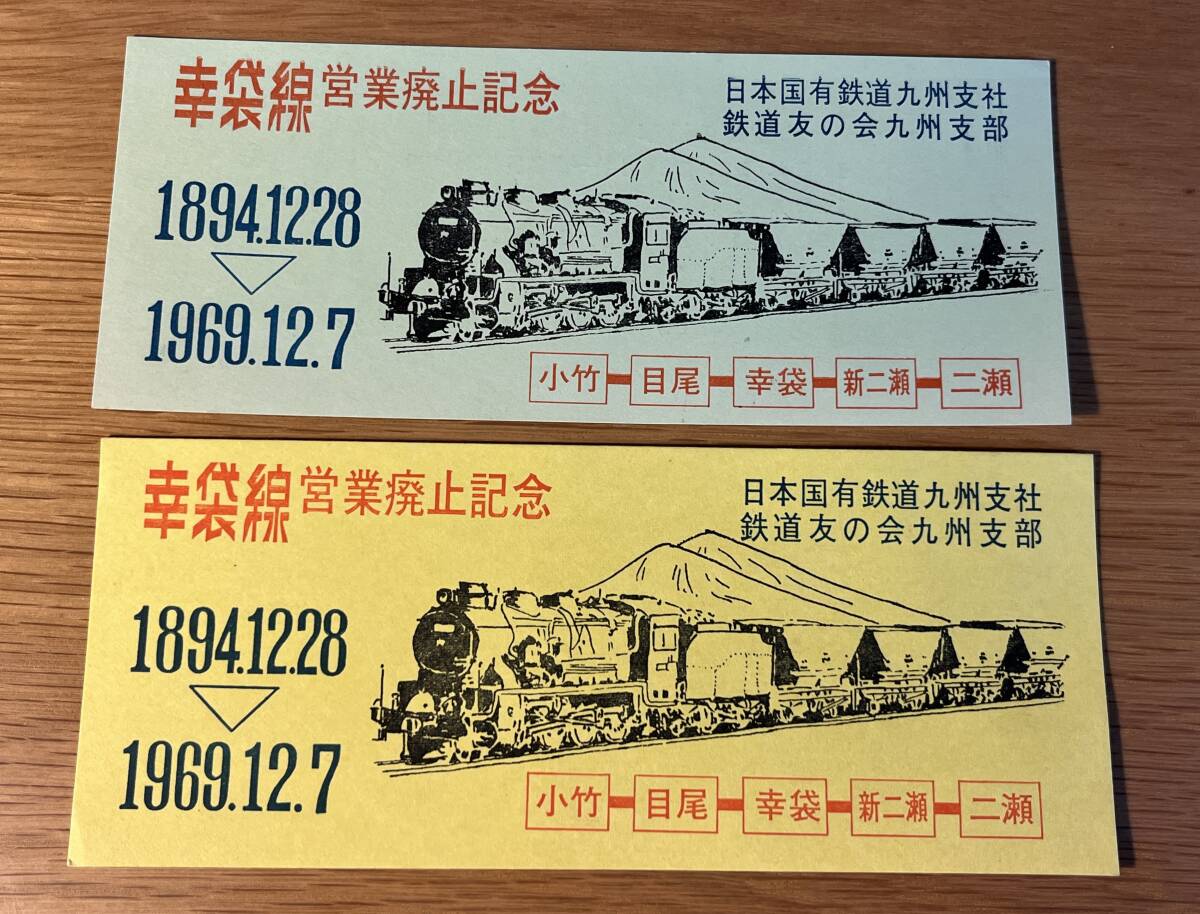 幸袋線営業廃止記念
日本国有鉄道九州支社
鉄道友の会九州支部
1894.12.28
1969.12.7
小竹 目尾 幸袋 新二瀬 二瀬
幸袋線営業廃止記念
日本国有鉄道九州支社
鉄道友の会九州支部
1894.12.28
1969.12.7
小竹 目尾 幸袋 新二瀬 二瀬